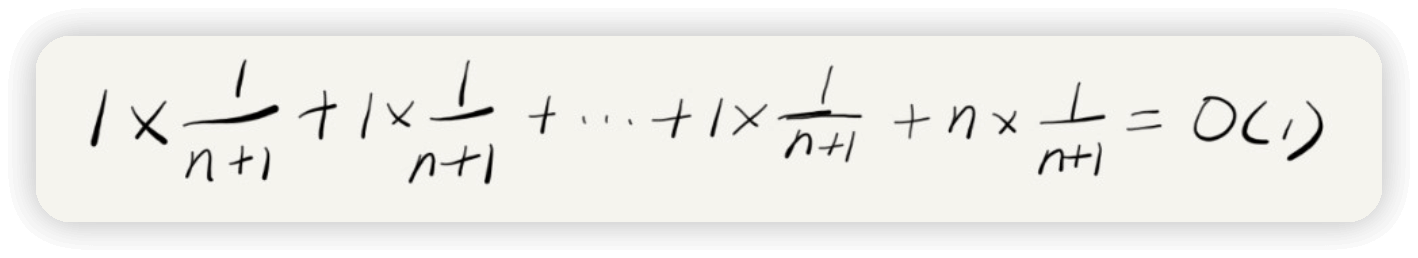 1 × 1/(n+1) + 1 × 1/(n+1) + ... + 1 × 1/(n+1) + n × 1/(n+1) = O(1)